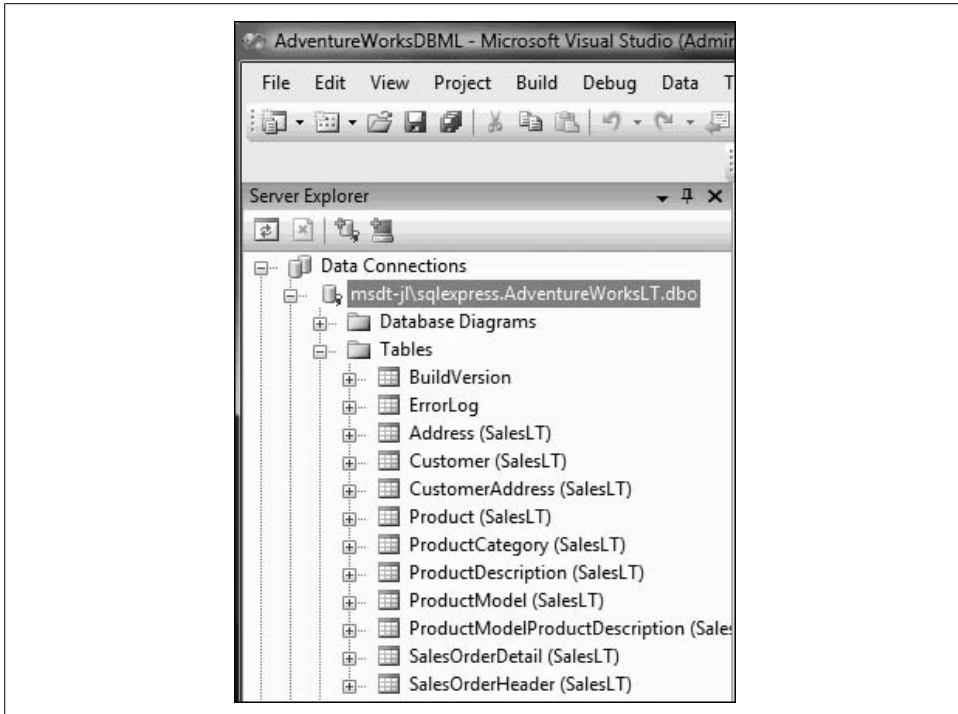 AdventureWorksDBML - Microsoft Visual Studio (Admin
File Edit View Project Build Debug Data T
Server Explorer
Data Connections
msdt-jl\sqlexpress.AdventureWorksLT.dbo
Database Diagrams
Tables
BuildVersion
ErrorLog
Address (SalesLT)
Customer (SalesLT)
CustomerAddress (SalesLT)
Product (SalesLT)
ProductCategory (SalesLT)
ProductDescription (SalesLT)
ProductModel (SalesLT)
ProductModelProductDescription (Sales
SalesOrderDetail (SalesLT)
SalesOrderHeader (SalesLT)